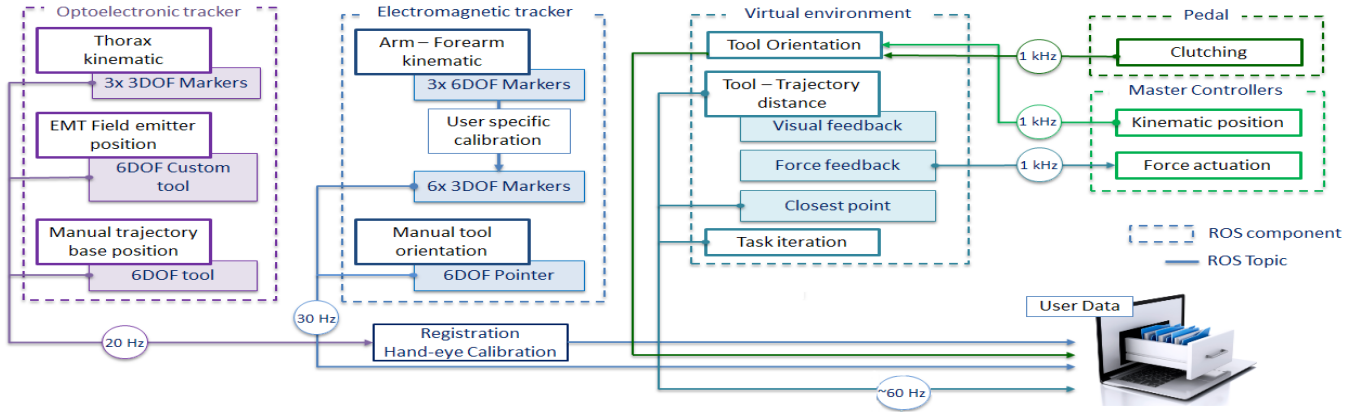 Optoelectronic tracker
Thorax
kinematic
3x 3DOF Markers
EMT Field emitter
position
6DOF Custom
tool
Manual trajectory
base position
6DOF tool
20 Hz
Electromagnetic tracker
Arm – Forearm
kinematic
3x 6DOF Markers
User specific
calibration
6x 3DOF Markers
Manual tool
orientation
6DOF Pointer
30 Hz
Registration
Hand-eye Calibration
Virtual environment
Tool Orientation
Tool – Trajectory
distance
Visual feedback
Force feedback
Closest point
Task iteration
~60 Hz
1 kHz
1 kHz
1 kHz
Pedal
Clutching
Master Controllers
Kinematic position
Force actuation
ROS component
ROS Topic
User Data